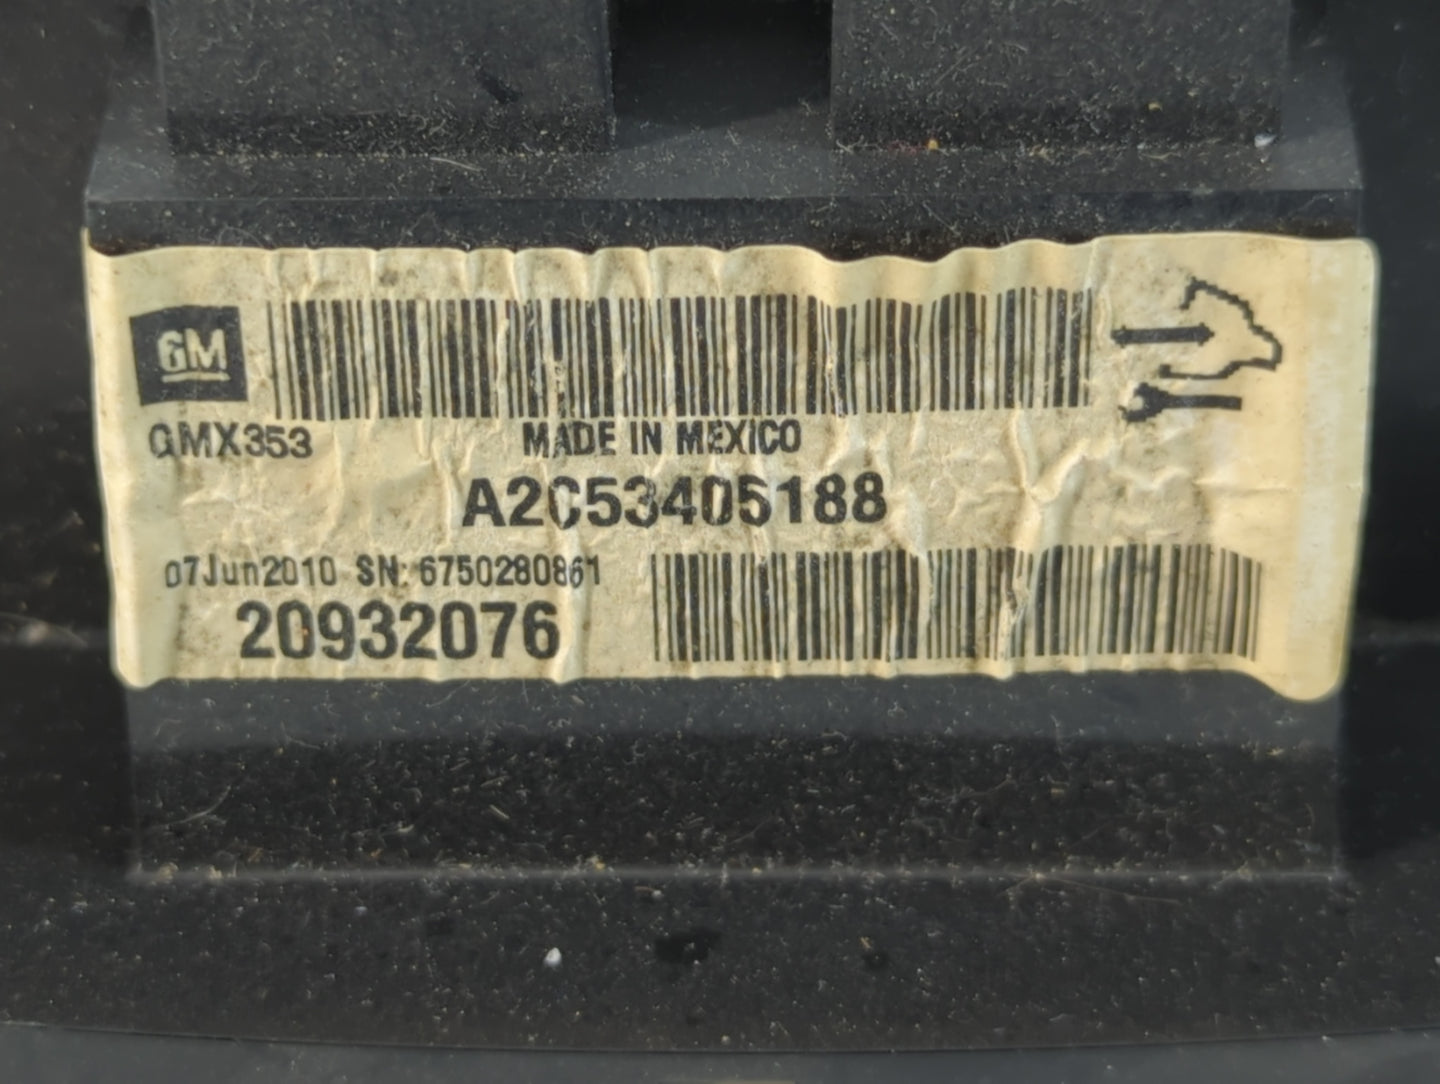 GM
GMX353 MADE IN MEXICO
A2C53405188
07Jun2010 SN: 6750280861
20932076